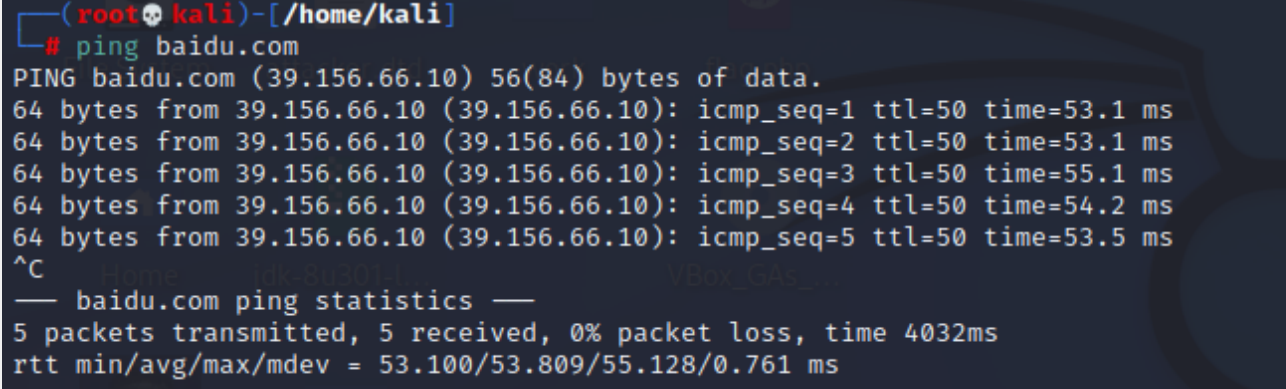 ┌──(root💀kali)-[/home/kali]
└─# ping baidu.com
PING baidu.com (39.156.66.10) 56(84) bytes of data.
64 bytes from 39.156.66.10 (39.156.66.10): icmp_seq=1 ttl=50 time=53.1 ms
64 bytes from 39.156.66.10 (39.156.66.10): icmp_seq=2 ttl=50 time=53.1 ms
64 bytes from 39.156.66.10 (39.156.66.10): icmp_seq=3 ttl=50 time=55.1 ms
64 bytes from 39.156.66.10 (39.156.66.10): icmp_seq=4 ttl=50 time=54.2 ms
64 bytes from 39.156.66.10 (39.156.66.10): icmp_seq=5 ttl=50 time=53.5 ms
^C
Home jdk-8u301-l... VBox_GAs_...
── baidu.com ping statistics ──
5 packets transmitted, 5 received, 0% packet loss, time 4032ms
rtt min/avg/max/mdev = 53.100/53.809/55.128/0.761 ms